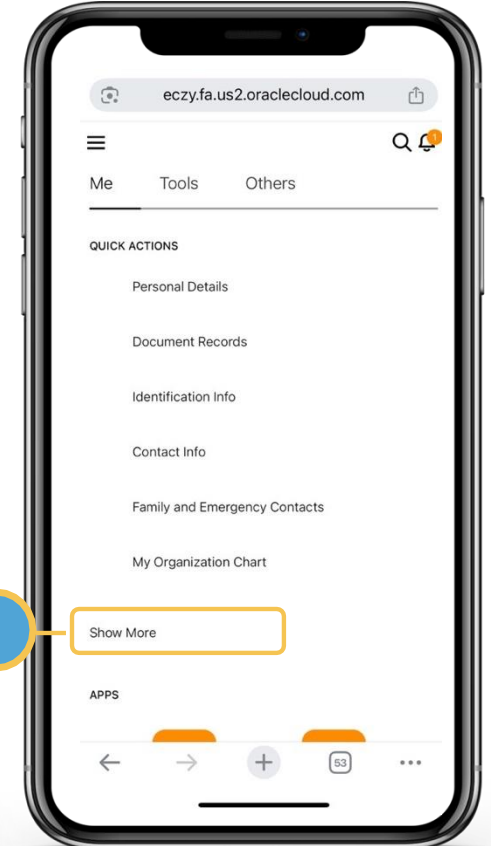 eczy.fa.us2.oraclecloud.com
1
Me Tools Others
QUICK ACTIONS
Personal Details
Document Records
Identification Info
Contact Info
Family and Emergency Contacts
My Organization Chart
Show More
APPS
53